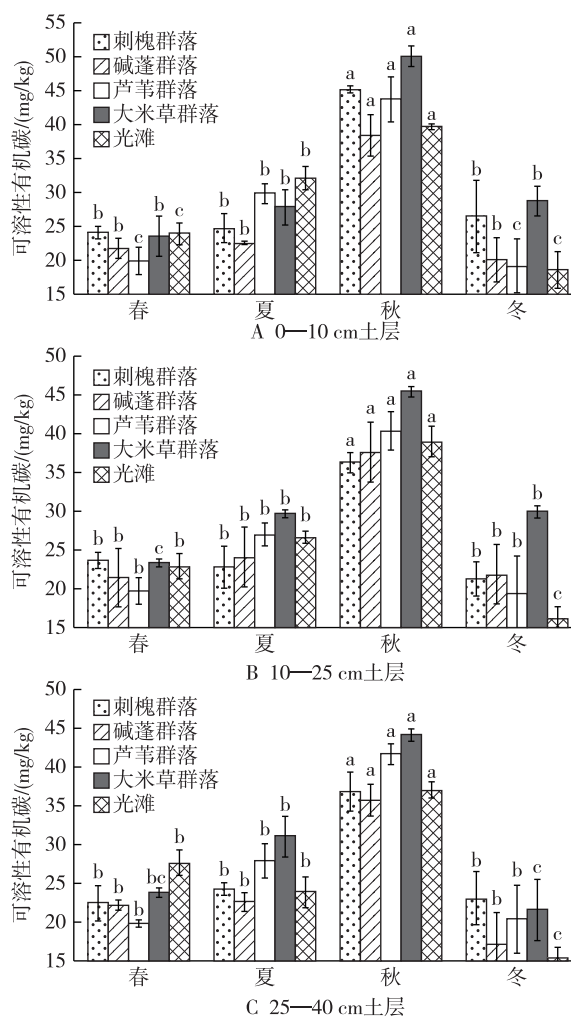 可溶性有机碳/(mg/kg)
55
50
45
40
35
30
25
20
15
刺槐群落
碱蓬群落
芦苇群落
大米草群落
光滩
b b c b c
b b b b b
a a a a a
b b c b c
春 夏 秋 冬
A 0—10 cm土层
可溶性有机碳/(mg/kg)
50
45
40
35
30
25
20
15
刺槐群落
碱蓬群落
芦苇群落
大米草群落
光滩
b b b c b
b b b b b
a a a a a
b b b b c
春 夏 秋 冬
B 10—25 cm土层
可溶性有机碳/(mg/kg)
50
45
40
35
30
25
20
15
刺槐群落
碱蓬群落
芦苇群落
大米草群落
光滩
b b b bc b
b b b b b
a a a a a
b b b c c
春 夏 秋 冬
C 25—40 cm土层